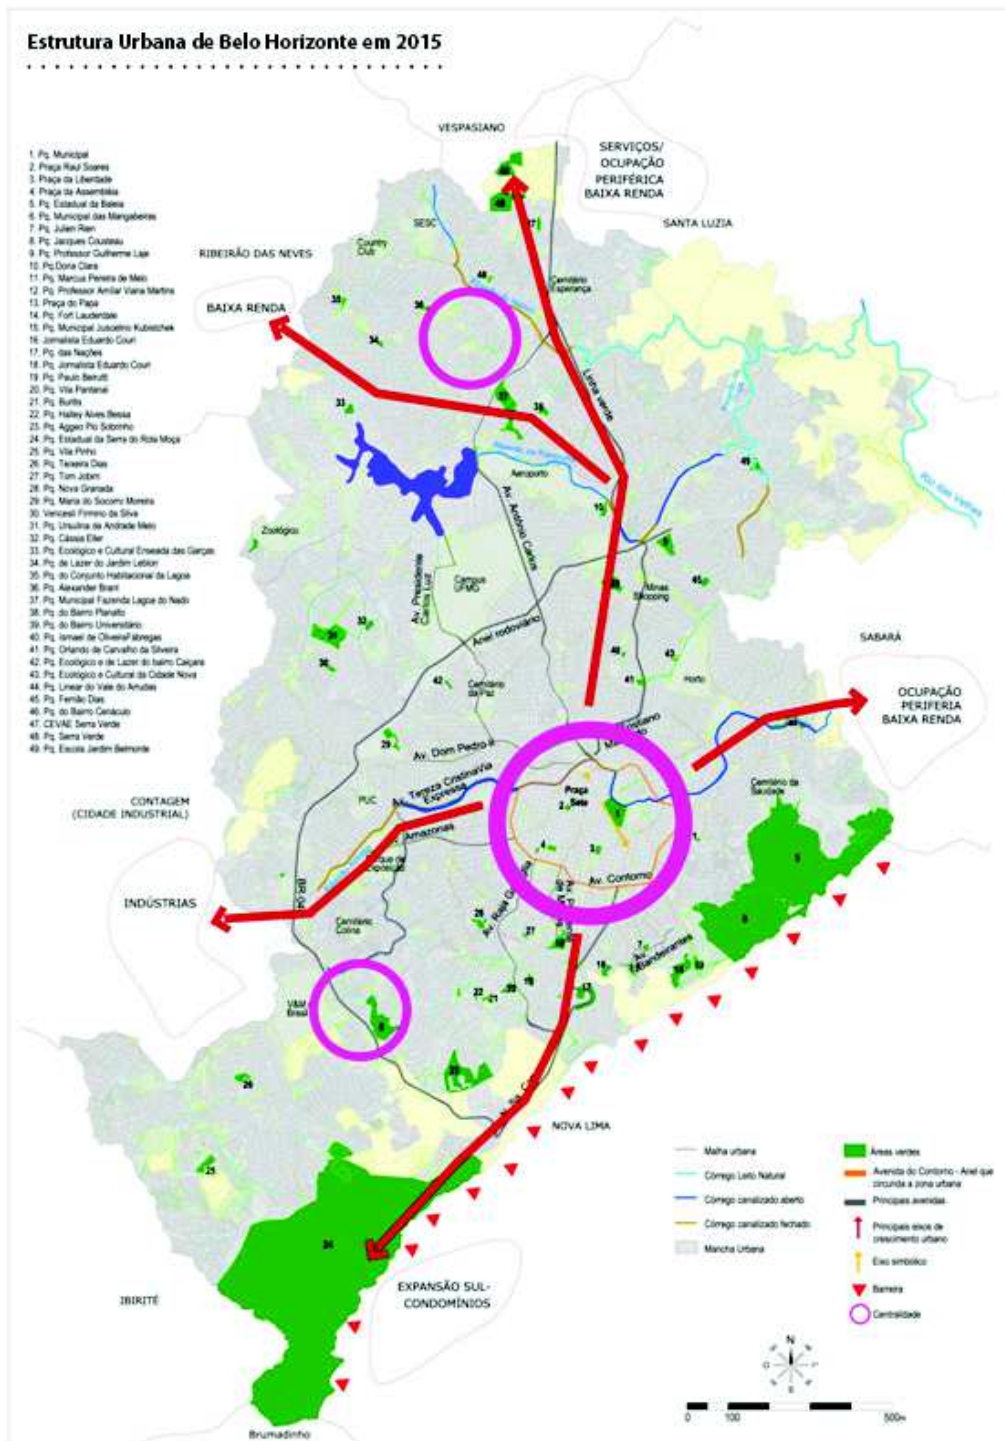 Estrutura Urbana de Belo Horizonte em 2015
VESPASIANO
SERVIÇOS/
OCUPAÇÃO
PERIFÉRICA
BAIXA RENDA
SANTA LUZIA
1. Pq. Municipal
2. Praça Raul Soares
3. Praça da Liberdade
4. Praça da Assembléia
5. Pq. Estadual da Baleia
6. Pq. Municipal das Mangabeiras
7. Pq. Julien Rien
8. Pq. Jacques Cousteau
9. Pq. Professor Guilherme Laje
10. Pq.Dona Clara
11. Pq. Marcus Pereira de Melo
12. Pq. Professor Amilar Viana Martins
13. Praça do Papa
14. Pq. Fort Lauderdale
15. Pq. Municipal Juscelino Kubistchek
16. Jornalista Eduardo Couri
17. Pq. das Nações
18. Pq. Jornalista Eduardo Couri
19. Pq. Paulo Berutti
20. Pq. Vila Pantanal
21. Pq. Buritis
22. Pq. Halley Alves Bessa
23. Pq. Aggeo Pio Sobrinho
24. Pq. Estadual da Serra do Rola Moça
25. Pq. Vila Pinho
26. Pq. Teixeira Dias
27. Pq. Tom Jobim
28. Pq. Nova Granada
29. Pq. Maria do Socorro Moreira
30. Vencesli Firmino da Silva
31. Pq. Ursulina de Andrade Melo
32. Pq. Cássia Eller
33. Pq. Ecológico e Cultural Enseada das Garças
34. Pq. de Lazer do Jardim Leblon
35. Pq. do Conjunto Habitacional da Lagoa
36. Pq. Alexander Brant
37. Pq. Municipal Fazenda Lagoa do Nado
38. Pq. do Bairro Planalto
39. Pq. do Bairro Universitário
40. Pq. Ismael de OliveiraFábregas
41. Pq. Orlando de Carvalho da Silveira
42. Pq. Ecológico e de Lazer do bairro Caiçara
43. Pq. Ecológico e Cultural da Cidade Nova
44. Pq. Linear do Vale do Arrudas
45. Pq. Fernão Dias
46. Pq. do Bairro Cenáculo
47. CEVAE Serra Verde
48. Pq. Serra Verde
49. Pq. Escola Jardim Belmonte
RIBEIRÃO DAS NEVES
BAIXA RENDA
SESC
Country
Club
Cemitério
Esperança
Linha verde
Rio das Velhas
Aeroporto
Av. Antônio Carlos
Zoológico
Av. Presidente
Carlos Luz
Campus
UFMG
Minas
Shopping
Anel rodoviário
Cemitério
da Paz
Horto
SABARÁ
OCUPAÇÃO
PERIFERIA
BAIXA RENDA
Av. Dom Pedro II
Av. Tereza CristinaVia
Expressa
Praça
Sete
Cemitério da
Saudade
PUC
Amazonas
CONTAGEM
(CIDADE INDUSTRIAL)
INDÚSTRIAS
Av. Contorno
Cemitério
Colina
Av.
Bandeirantes
V&M
Brasil
NOVA LIMA
EXPANSÃO SUL-
CONDOMÍNIOS
IBIRITÉ
Brumadinho
Malha urbana
Córrego Leito Natural
Córrego canalizado aberto
Córrego canalizado fechado
Mancha Urbana
Áreas verdes
Avenida do Contorno - Anel que
circunda a zona urbana
Principais avenidas
Principais eixos de
crescimento urbano
Eixo simbólico
Barreira
Centralidade
N
0 100 500m